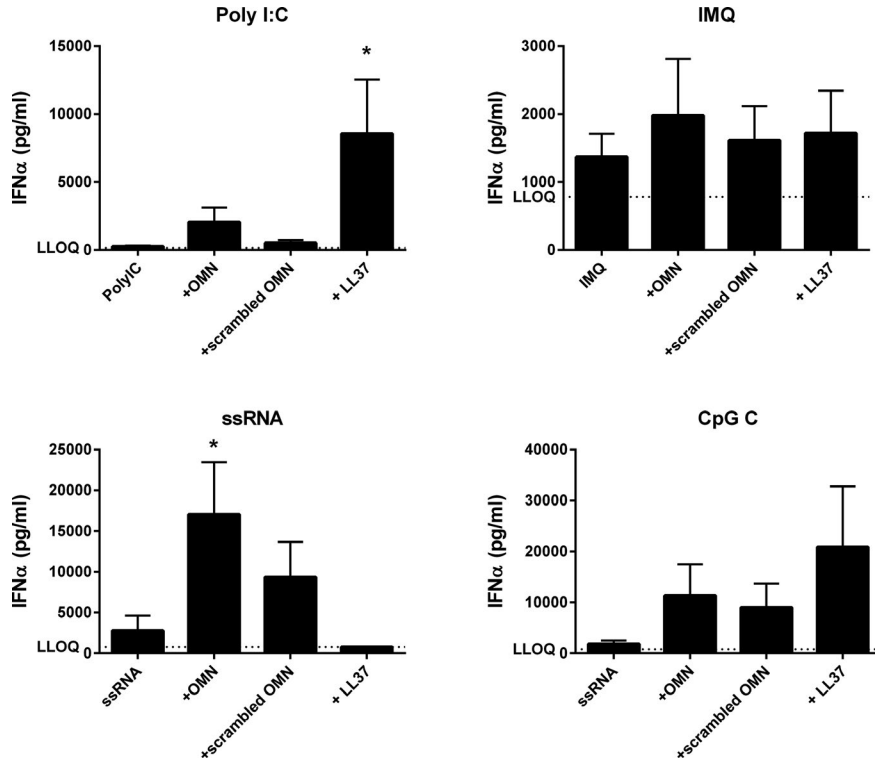 Poly I:C
15000
*
10000
IFNα (pg/ml)
5000
LLOQ
0
PolyIC
+OMN
+scrambled OMN
+ LL37
IMQ
3000
2000
IFNα (pg/ml)
1000
LLOQ
0
IMQ
+OMN
+scrambled OMN
+ LL37
ssRNA
25000
*
20000
15000
IFNα (pg/ml)
10000
5000
LLOQ
0
ssRNA
+OMN
+scrambled OMN
+ LL37
CpG C
40000
30000
IFNα (pg/ml)
20000
10000
LLOQ
0
ssRNA
+OMN
+scrambled OMN
+ LL37